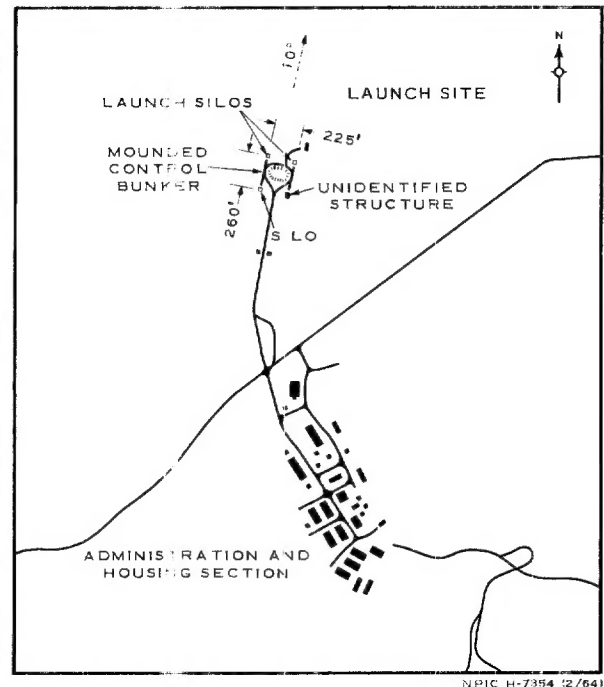 N
10°
LAUNCH SITE
LAUNCH SILOS
225'
MOUNDED
CONTROL
BUNKER
UNIDENTIFIED
STRUCTURE
260'
SILO
ADMINISTRATION AND
HOUSING SECTION
NPIC H-7354 (2/64)